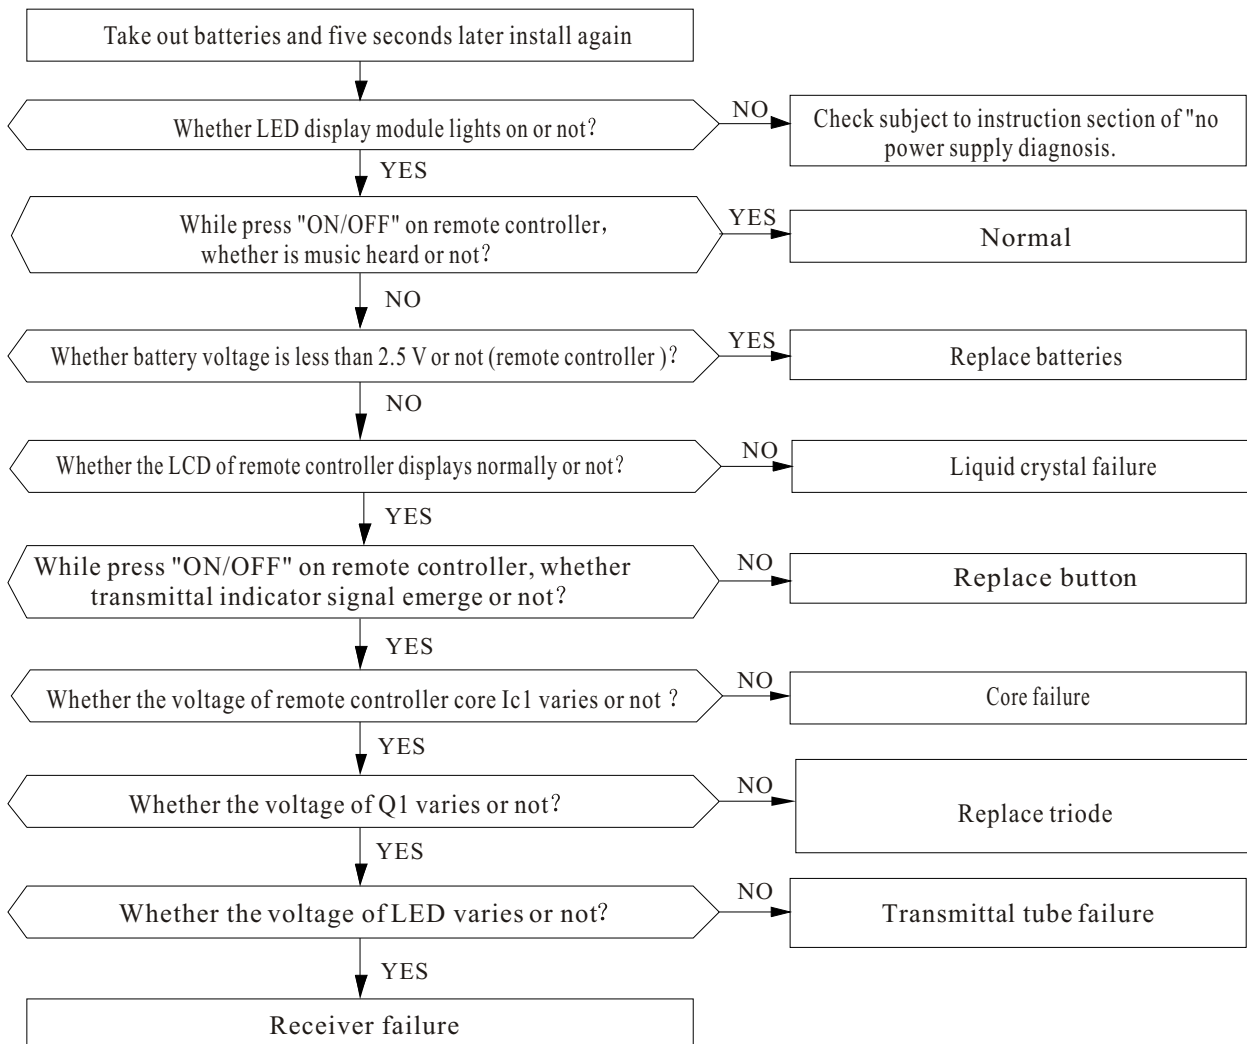 Take out batteries and five seconds later install again
Whether LED display module lights on or not?
NO
Check subject to instruction section of "no
power supply diagnosis.
YES
While press "ON/OFF" on remote controller,
whether is music heard or not?
YES
Normal
NO
Whether battery voltage is less than 2.5 V or not (remote controller )?
YES
Replace batteries
NO
Whether the LCD of remote controller displays normally or not?
NO
Liquid crystal failure
YES
While press "ON/OFF" on remote controller, whether
transmittal indicator signal emerge or not?
NO
Replace button
YES
Whether the voltage of remote controller core Ic1 varies or not ?
NO
Core failure
YES
Whether the voltage of Q1 varies or not?
NO
Replace triode
YES
Whether the voltage of LED varies or not?
NO
Transmittal tube failure
YES
Receiver failure